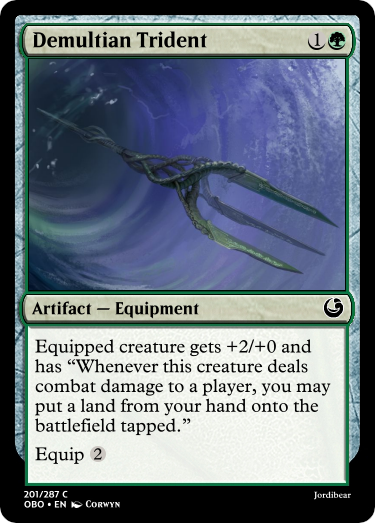 Demultian Trident 1
Artifact — Equipment
Equipped creature gets +2/+0 and
has “Whenever this creature deals
combat damage to a player, you may
put a land from your hand onto the
battlefield tapped.”
Equip 2
201/287 C
OBO • EN Corwyn
Jordibear